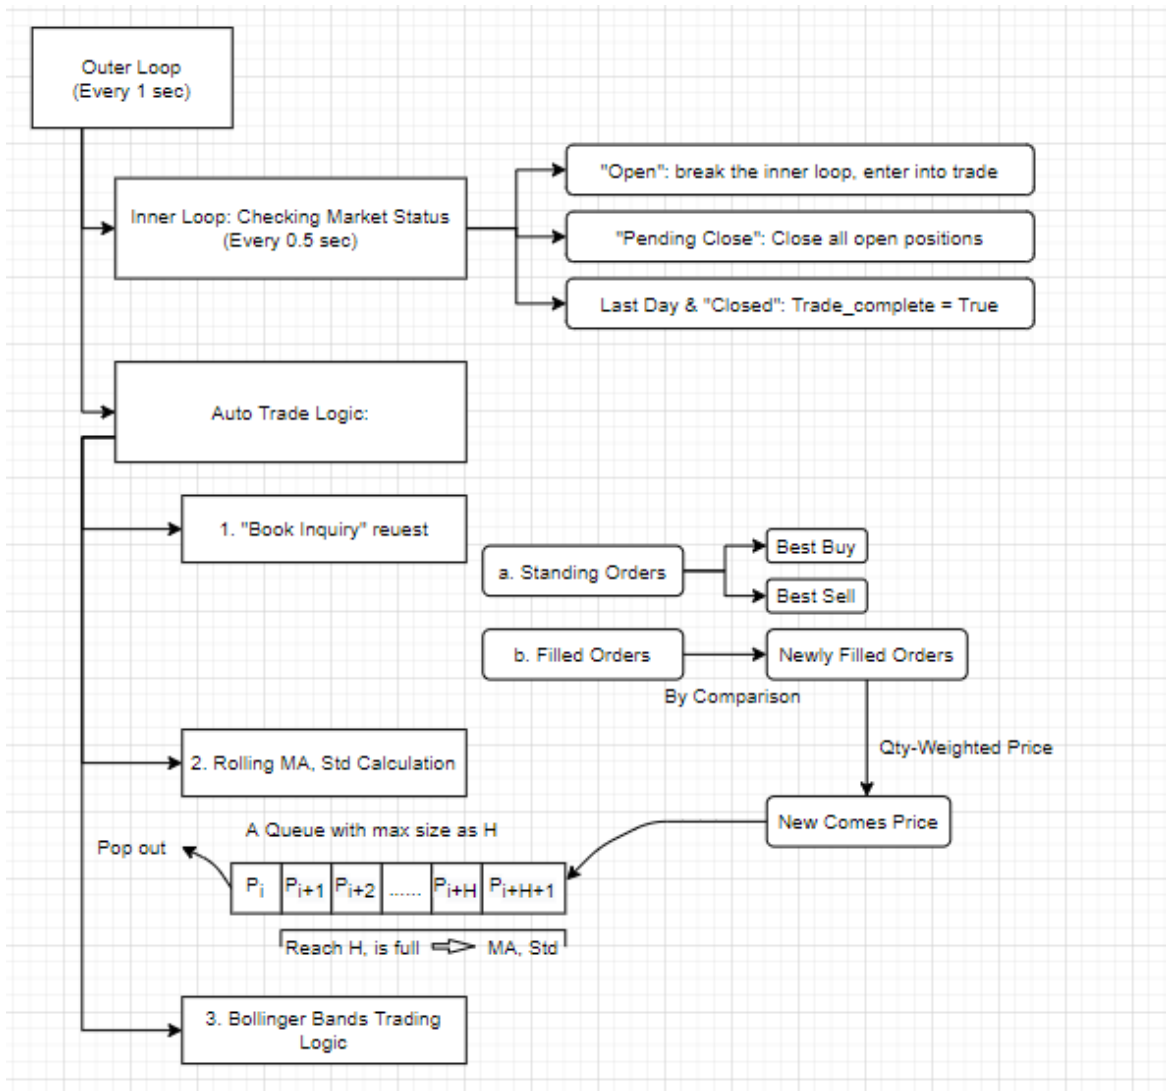 Outer Loop
(Every 1 sec)
"Open": break the inner loop, enter into trade
Inner Loop: Checking Market Status
(Every 0.5 sec)
"Pending Close": Close all open positions
Last Day & "Closed": Trade_complete = True
Auto Trade Logic:
1. "Book Inquiry" reuest
a. Standing Orders
Best Buy
Best Sell
b. Filled Orders
Newly Filled Orders
By Comparison
Qty-Weighted Price
2. Rolling MA, Std Calculation
New Comes Price
A Queue with max size as H
Pop out
Pi Pi+1 Pi+2 ...... Pi+H Pi+H+1
Reach H, is full MA, Std
3. Bollinger Bands Trading
Logic